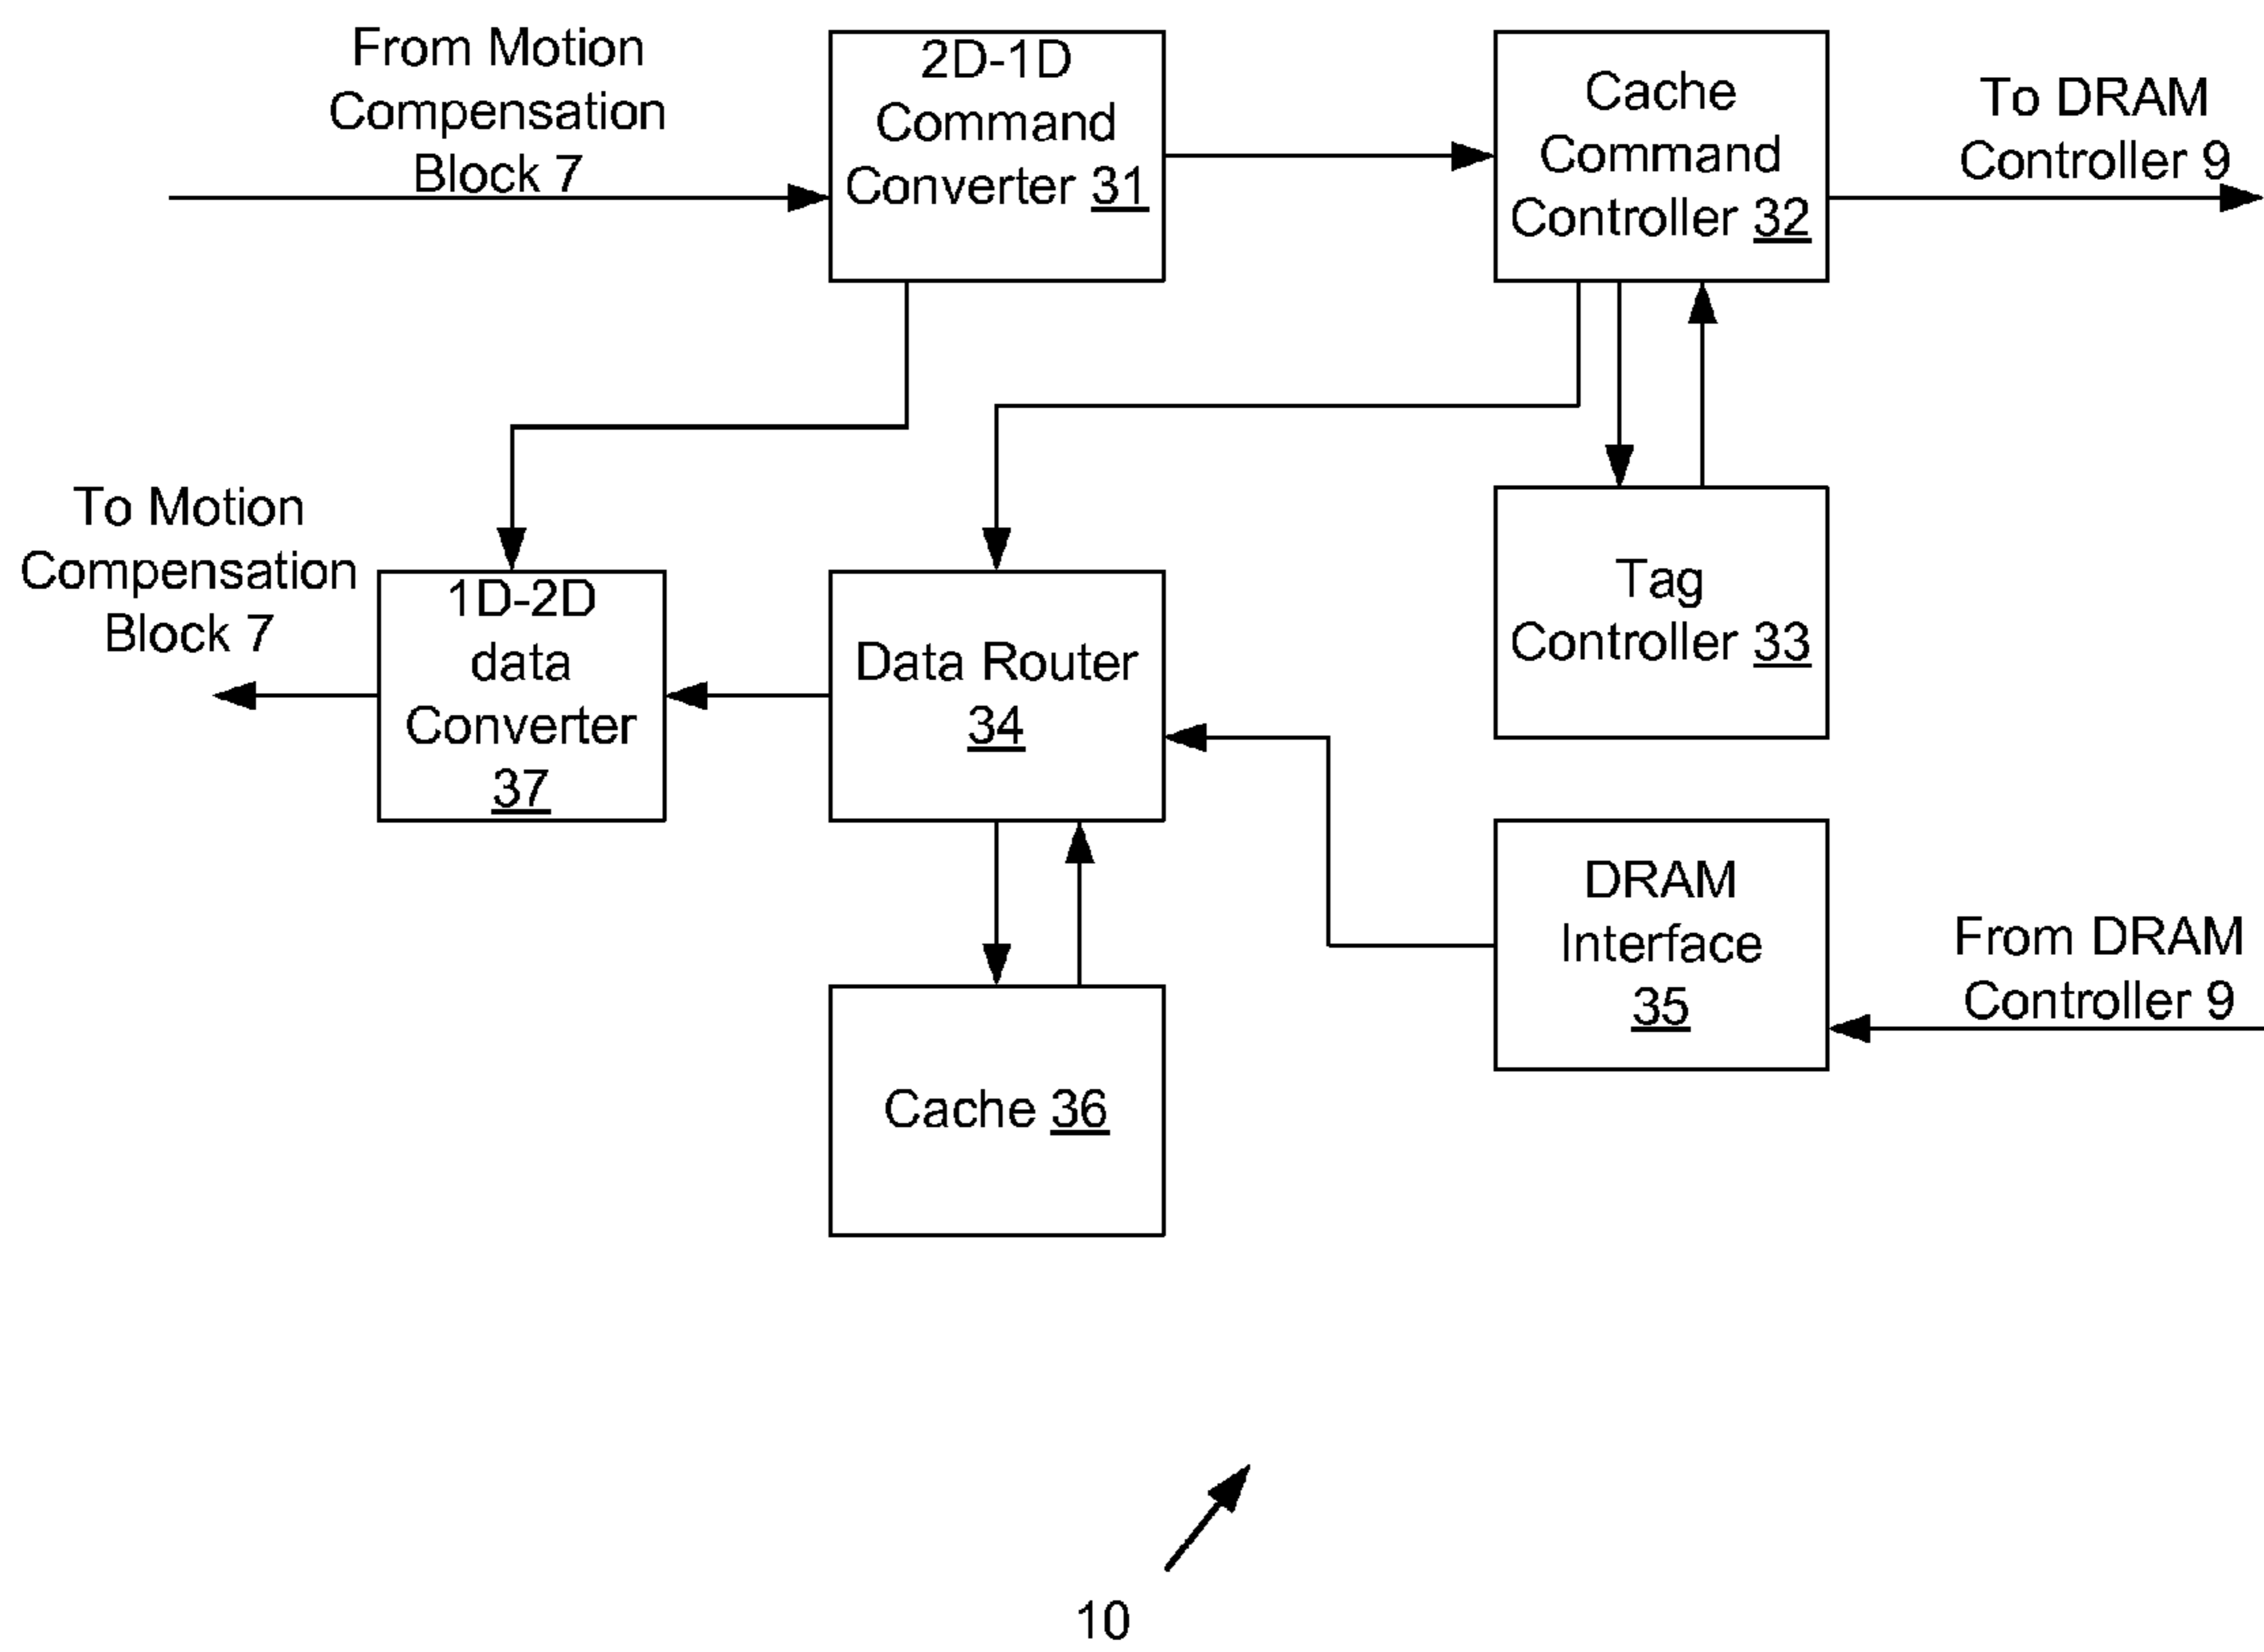 From Motion
Compensation
Block 7
2D-1D
Command
Converter 31
Cache
Command
Controller 32
To DRAM
Controller 9
To Motion
Compensation
Block 7
1D-2D
data
Converter
37
Data Router
34
Tag
Controller 33
DRAM
Interface
35
From DRAM
Controller 9
Cache 36
10